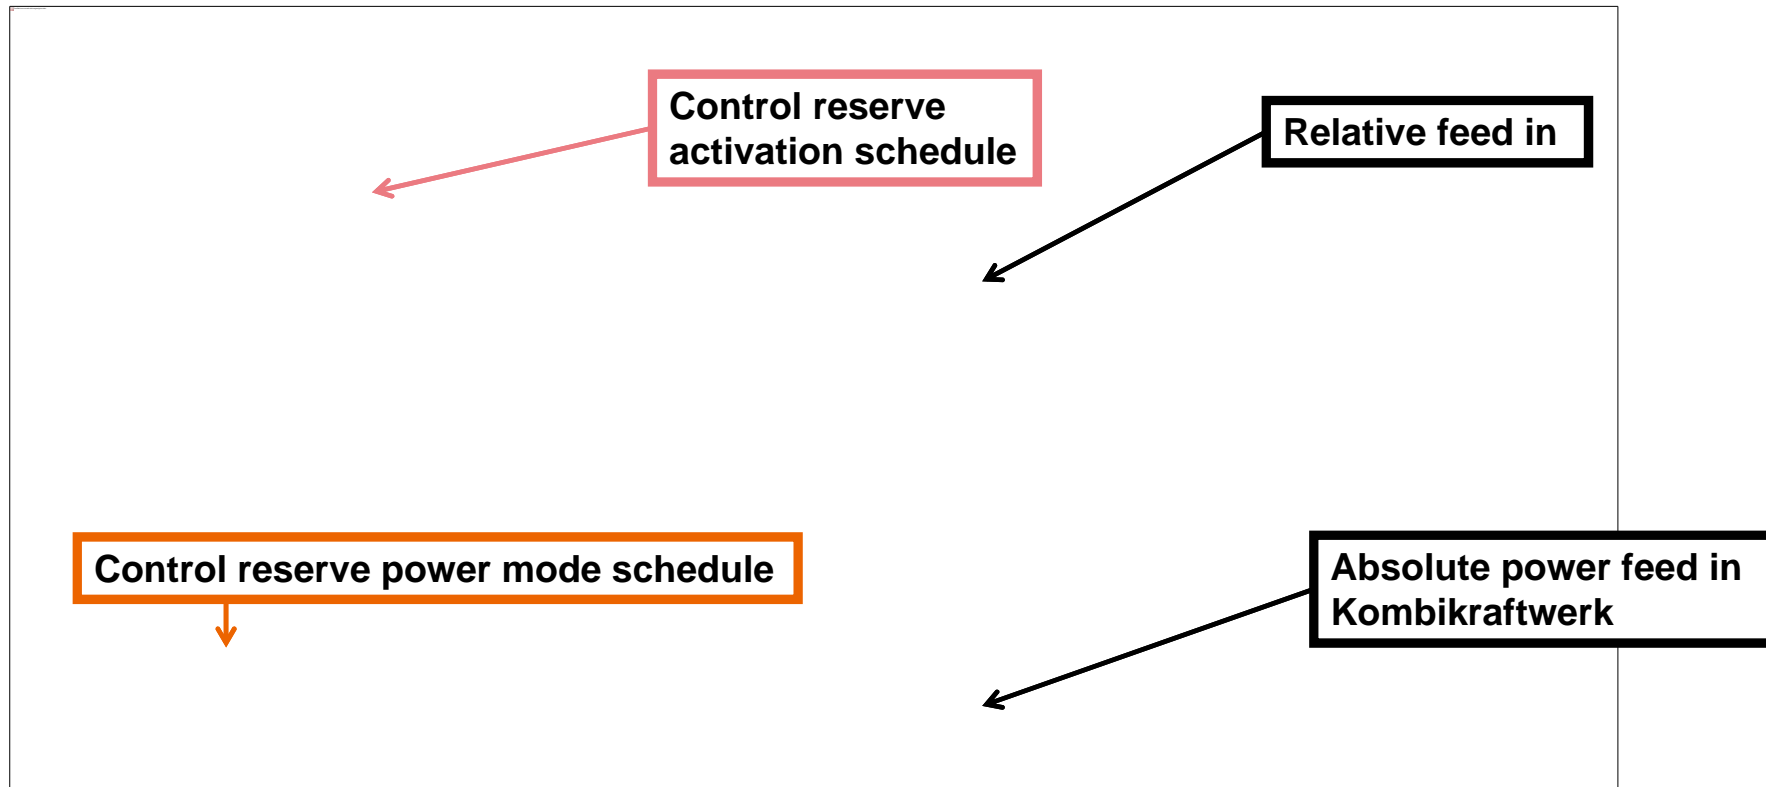 Control reserve
activation schedule
Relative feed in
Control reserve power mode schedule
Absolute power feed in
Kombikraftwerk